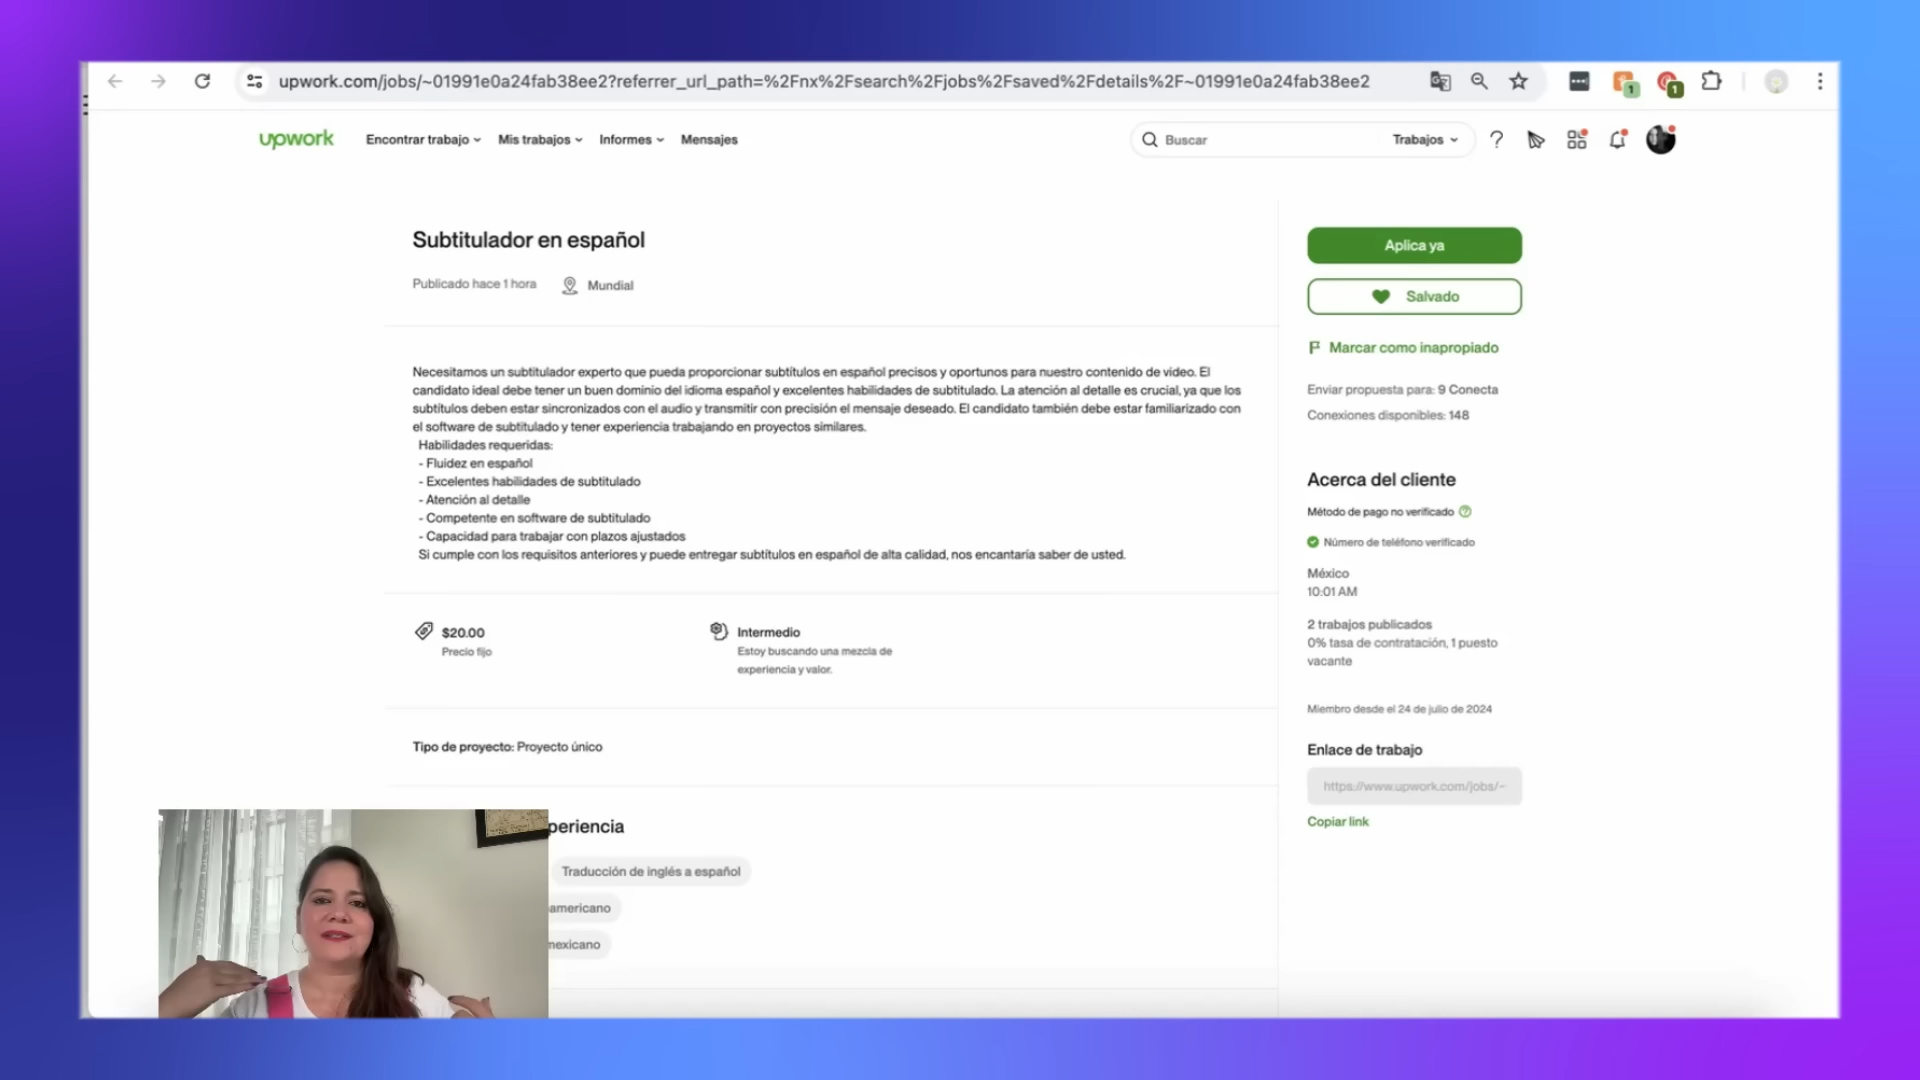 upwork.com/jobs/~01991e0a24fab38ee2?referrer_url_path=%2Fnx%2Fsearch%2Fjobs%2Fsaved%2Fdetails%2F~01991e0a24fab38ee2
1
1
upwork
Encontrar trabajo
Mis trabajos
Informes
Mensajes
Buscar
Trabajos
Subtitulador en español
Publicado hace 1 hora
Mundial
Necesitamos un subtitulador experto que pueda proporcionar subtítulos en español precisos y oportunos para nuestro contenido de video. El
candidato ideal debe tener un buen dominio del idioma español y excelentes habilidades de subtitulado. La atención al detalle es crucial, ya que los
subtítulos deben estar sincronizados con el audio y transmitir con precisión el mensaje deseado. El candidato también debe estar familiarizado con
el software de subtitulado y tener experiencia trabajando en proyectos similares.
Habilidades requeridas:
- Fluidez en español
- Excelentes habilidades de subtitulado
- Atención al detalle
- Competente en software de subtitulado
- Capacidad para trabajar con plazos ajustados
Si cumple con los requisitos anteriores y puede entregar subtítulos en español de alta calidad, nos encantaría saber de usted.
$20.00
Precio fijo
Intermedio
Estoy buscando una mezcla de
experiencia y valor.
Tipo de proyecto: Proyecto único
periencia
Traducción de inglés a español
americano
mexicano
Aplica ya
Salvado
Marcar como inapropiado
Enviar propuesta para: 9 Conecta
Conexiones disponibles: 148
Acerca del cliente
Método de pago no verificado
Número de teléfono verificado
México
10:01 AM
2 trabajos publicados
0% tasa de contratación, 1 puesto
vacante
Miembro desde el 24 de julio de 2024
Enlace de trabajo
https://www.upwork.com/jobs/~
Copiar link